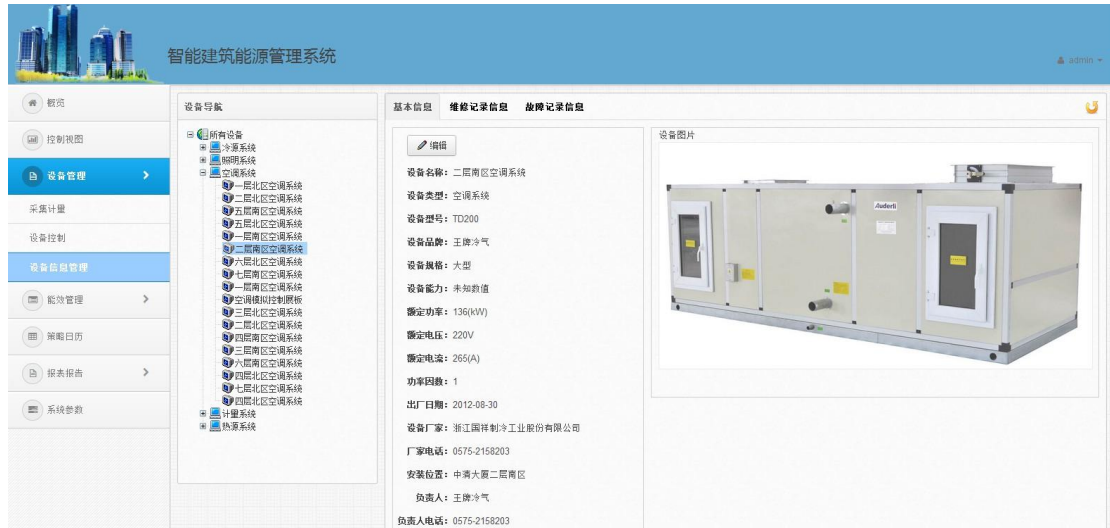 智能建筑能源管理系统
admin
概览
控制视图
设备管理
采集计量
设备控制
设备信息管理
能效管理
策略日历
报表报告
系统参数
设备导航
所有设备
冷源系统
照明系统
空调系统
一层北区空调系统
二层北区空调系统
五层南区空调系统
五层北区空调系统
一层南区空调系统
二层南区空调系统
六层北区空调系统
七层南区空调系统
一层南区空调系统
空调模拟控制展板
三层北区空调系统
二层北区空调系统
四层南区空调系统
三层南区空调系统
六层南区空调系统
四层北区空调系统
七层北区空调系统
四层北区空调系统
计量系统
热源系统
基本信息 维修记录信息 故障记录信息
编辑
设备名称：二层南区空调系统
设备类型：空调系统
设备型号：TD200
设备品牌：王牌冷气
设备规格：大型
设备能力：未知数值
额定功率：136(kW)
额定电压：220V
额定电流：265(A)
功率因数：1
出厂日期：2012-08-30
设备厂家：浙江国祥制冷工业股份有限公司
厂家电话：0575-2158203
安装位置：中清大厦二层南区
负责人：王牌冷气
负责人电话：0575-2158203
设备图片
Auderli